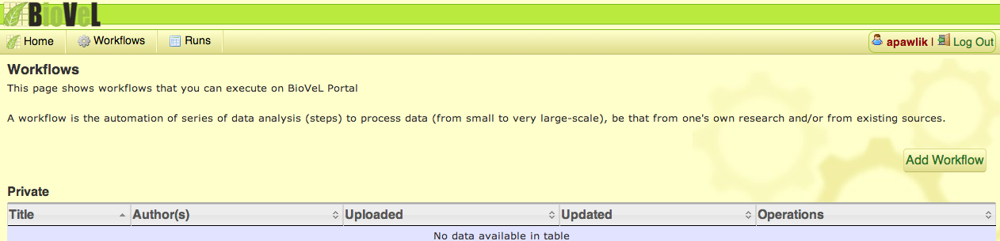 BioVeL
Home Workflows Runs apawlik | Log Out
Workflows
This page shows workflows that you can execute on BioVeL Portal
A workflow is the automation of series of data analysis (steps) to process data (from small to very large-scale), be that from one's own research and/or from existing sources.
Add Workflow
Private
Title Author(s) Uploaded Updated Operations
No data available in table